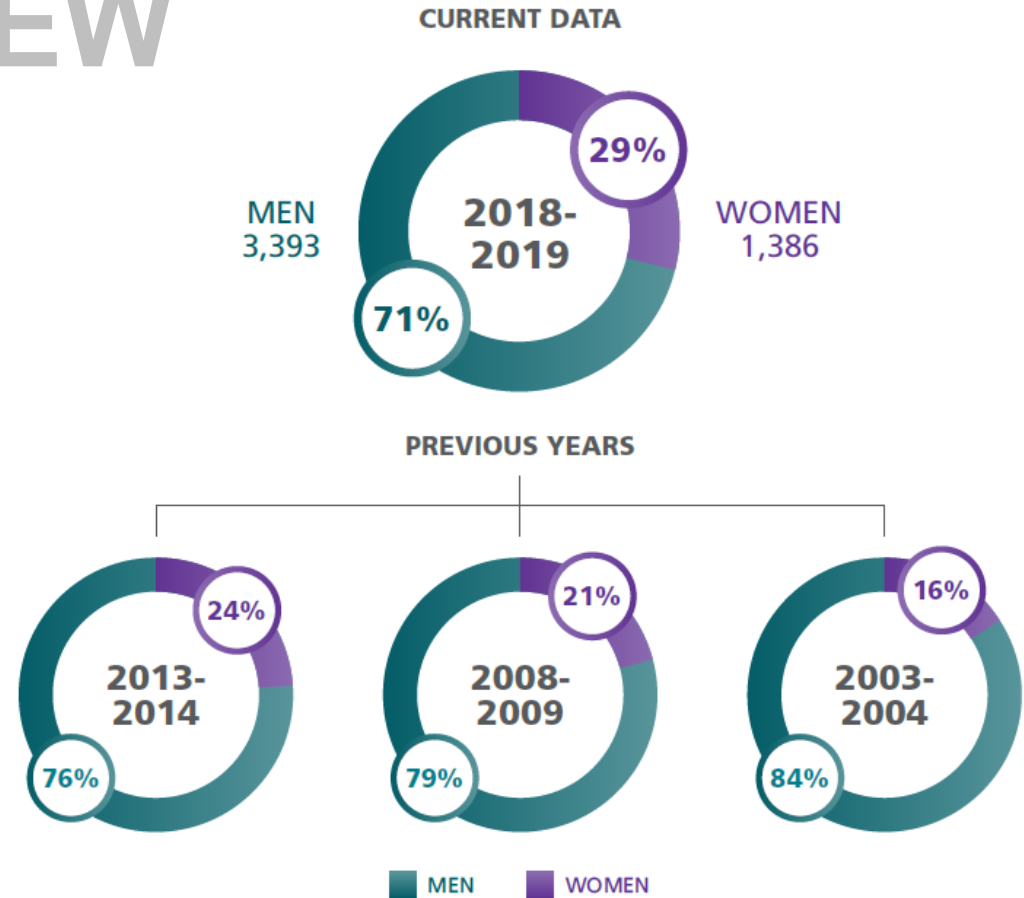 EW
CURRENT DATA
29%
MEN
3,393
2018-
2019
WOMEN
1,386
71%
PREVIOUS YEARS
24%
2013-
2014
76%
21%
2008-
2009
79%
16%
2003-
2004
84%
MEN
WOMEN